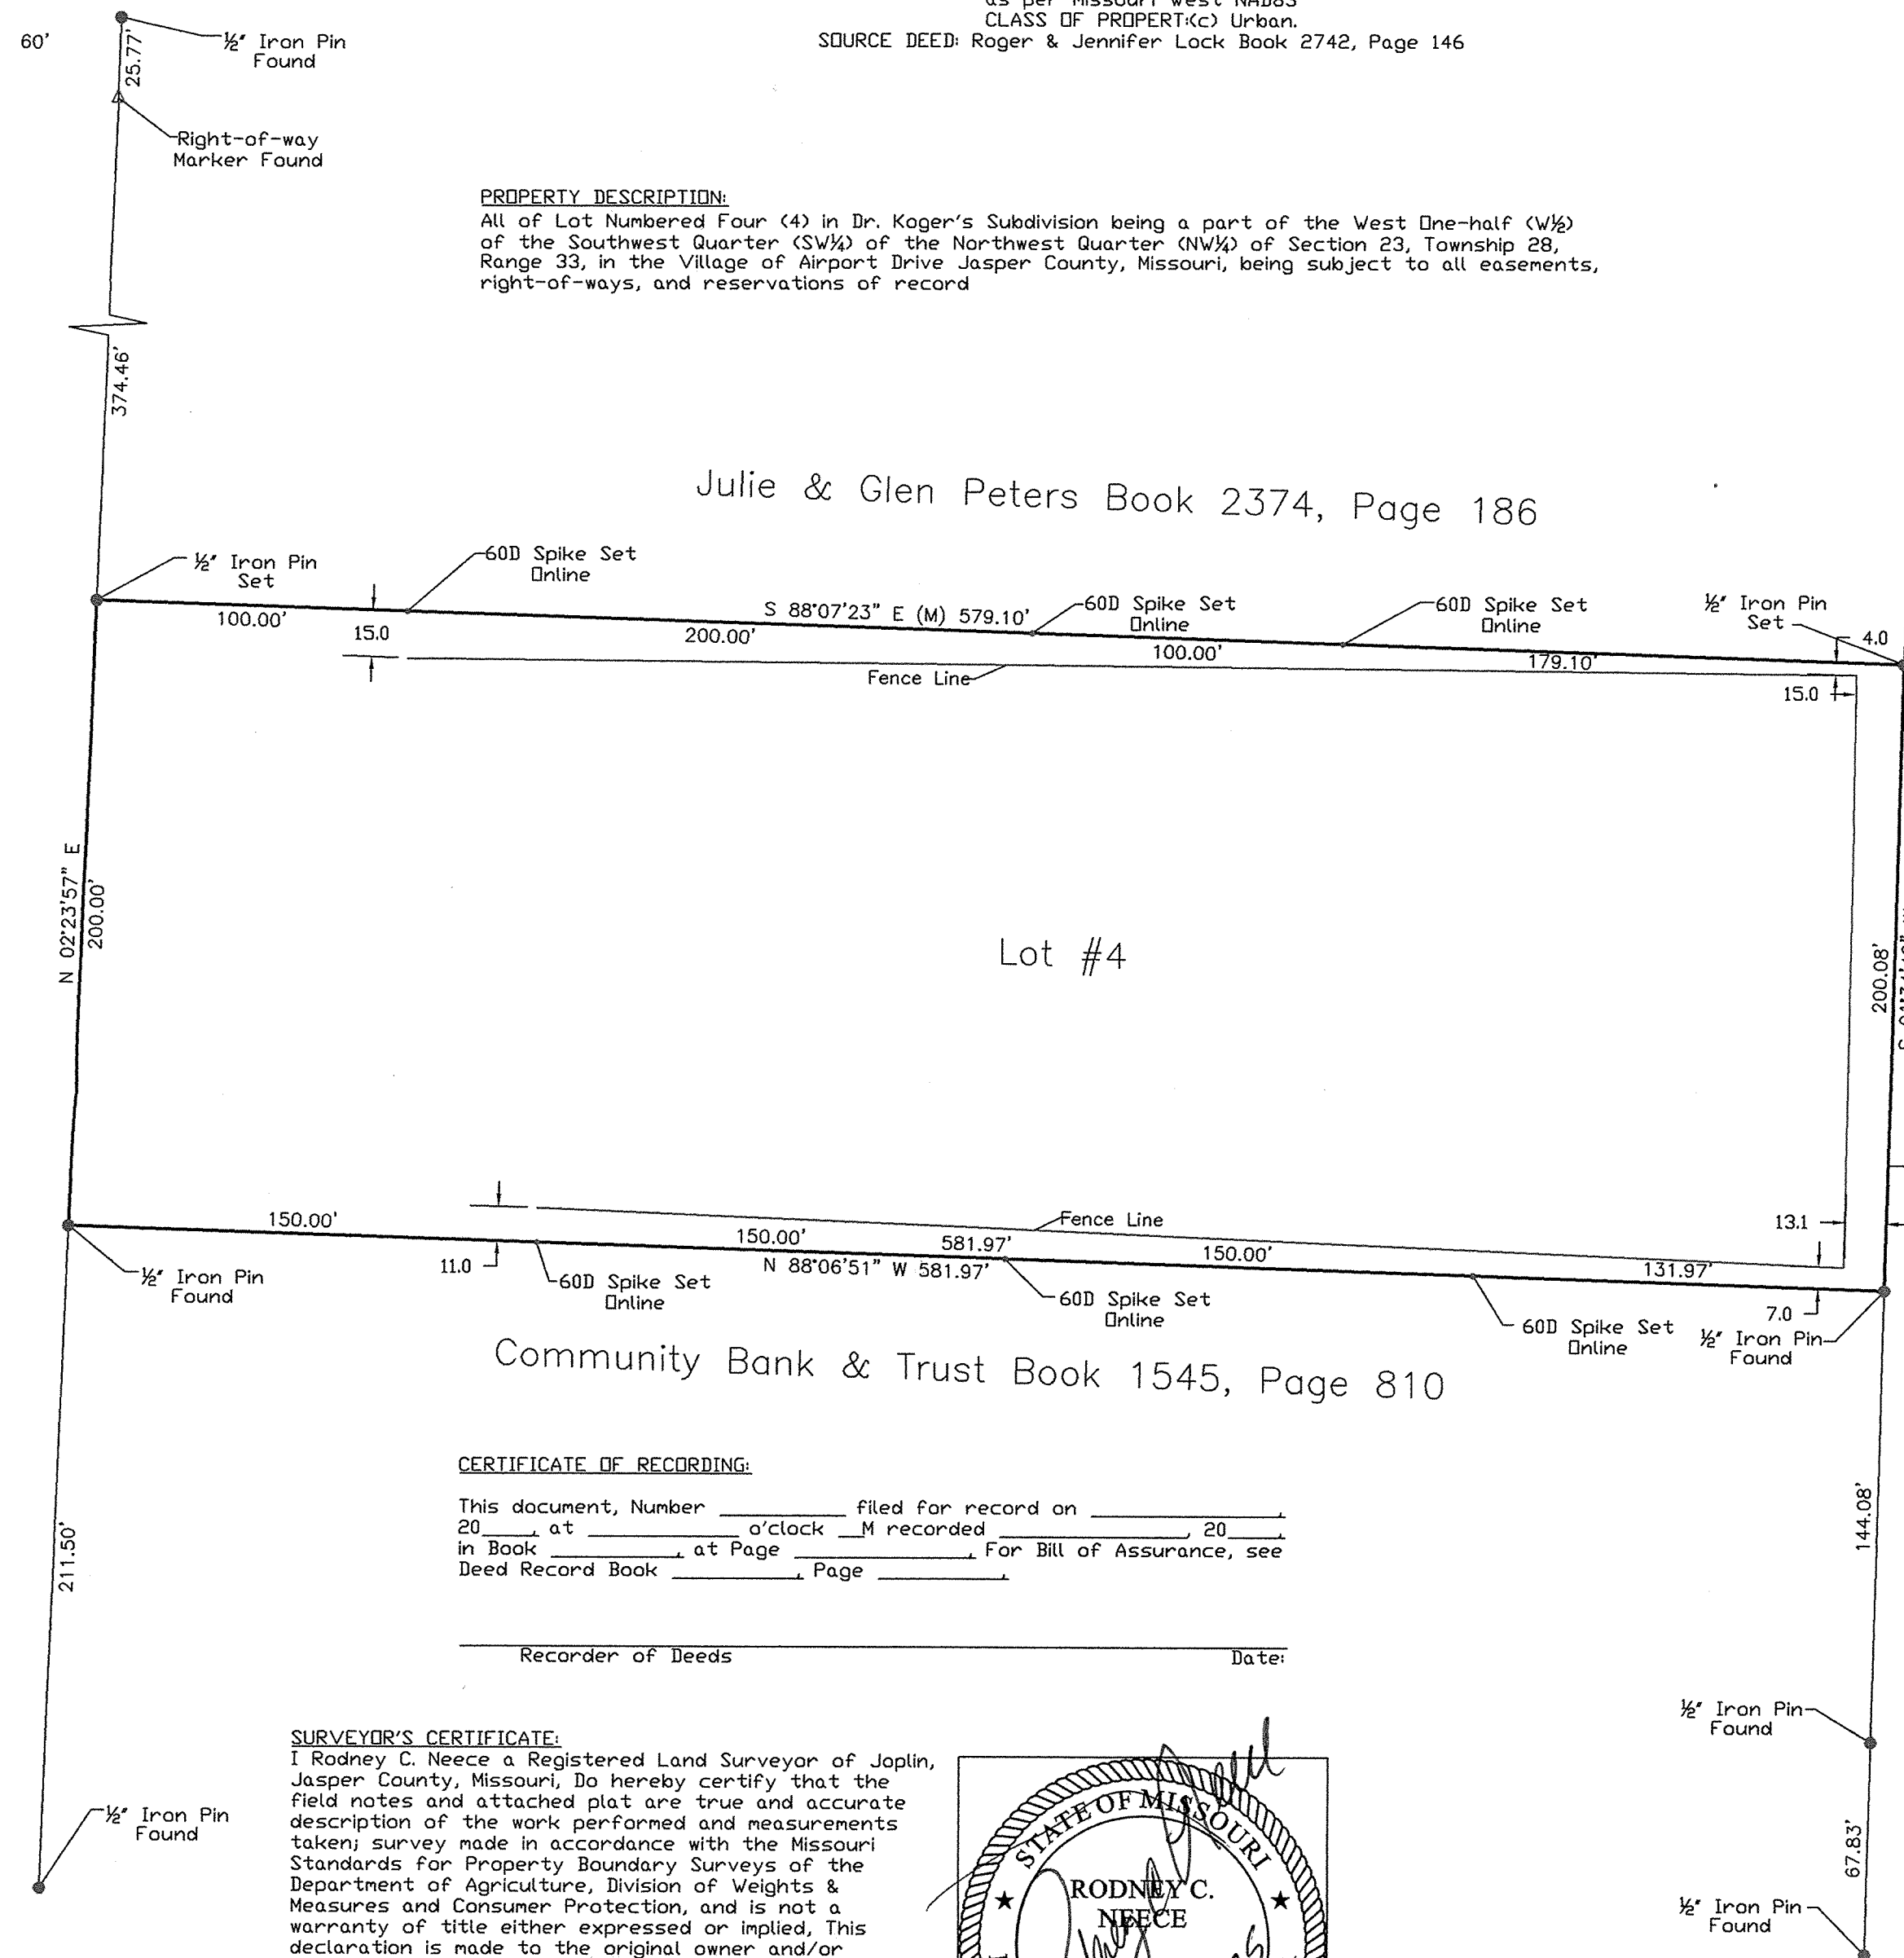 as per Missouri West NAD83
CLASS OF PROPERT:(c) Urban.
SOURCE DEED: Roger & Jennifer Lock Book 2742, Page 146
60'
½" Iron Pin
Found
25.77'
Right-of-way
Marker Found
PROPERTY DESCRIPTION:
All of Lot Numbered Four (4) in Dr. Koger's Subdivision being a part of the West One-half (W½)
of the Southwest Quarter (SW¼) of the Northwest Quarter (NW¼) of Section 23, Township 28,
Range 33, in the Village of Airport Drive Jasper County, Missouri, being subject to all easements,
right-of-ways, and reservations of record
374.46'
Julie & Glen Peters Book 2374, Page 186
½" Iron Pin
Set
60D Spike Set
Online
S 88°07'23" E (M) 579.10'
60D Spike Set
Online
60D Spike Set
Online
½" Iron Pin
Set
4.0
100.00'
15.0
200.00'
100.00'
179.10'
Fence Line
15.0
N 02°23'57" E
200.00'
Lot #4
200.08'
150.00'
Fence Line
13.1
150.00'
581.97'
150.00'
131.97'
11.0
N 88°06'51" W 581.97'
7.0
½" Iron Pin
Found
60D Spike Set
Online
60D Spike Set
Online
60D Spike Set
Online
½" Iron Pin
Found
Community Bank & Trust Book 1545, Page 810
CERTIFICATE OF RECORDING:
This document, Number __________ filed for record on _______________,
20____, at ____________ o'clock __M recorded _______________, 20____,
in Book __________, at Page ______________, For Bill of Assurance, see
Deed Record Book __________, Page __________,
211.50'
144.08'
Recorder of Deeds Date:
½" Iron Pin
Found
SURVEYOR'S CERTIFICATE:
I Rodney C. Neece a Registered Land Surveyor of Joplin,
Jasper County, Missouri, Do hereby certify that the
field notes and attached plat are true and accurate
description of the work performed and measurements
taken; survey made in accordance with the Missouri
Standards for Property Boundary Surveys of the
Department of Agriculture, Division of Weights &
Measures and Consumer Protection, and is not a
warranty of title either expressed or implied, This
declaration is made to the original owner and/or
½" Iron Pin
Found
STATE OF MISSOURI
RODNEY C.
NEECE
67.83'
½" Iron Pin
Found